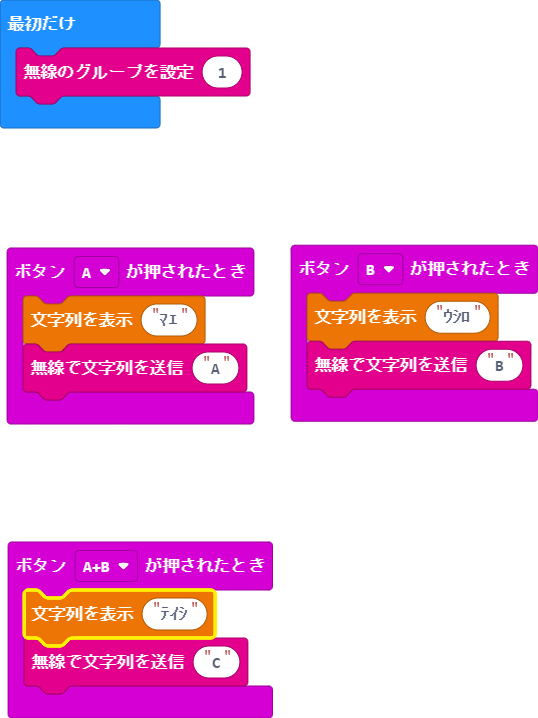 最初だけ
無線のグループを設定 1
ボタン A が押されたとき
文字列を表示 "ﾏｴ"
無線で文字列を送信 "A"
ボタン B が押されたとき
文字列を表示 "ｳｼﾛ"
無線で文字列を送信 "B"
ボタン A+B が押されたとき
文字列を表示 "ﾃｲｼ"
無線で文字列を送信 "C"